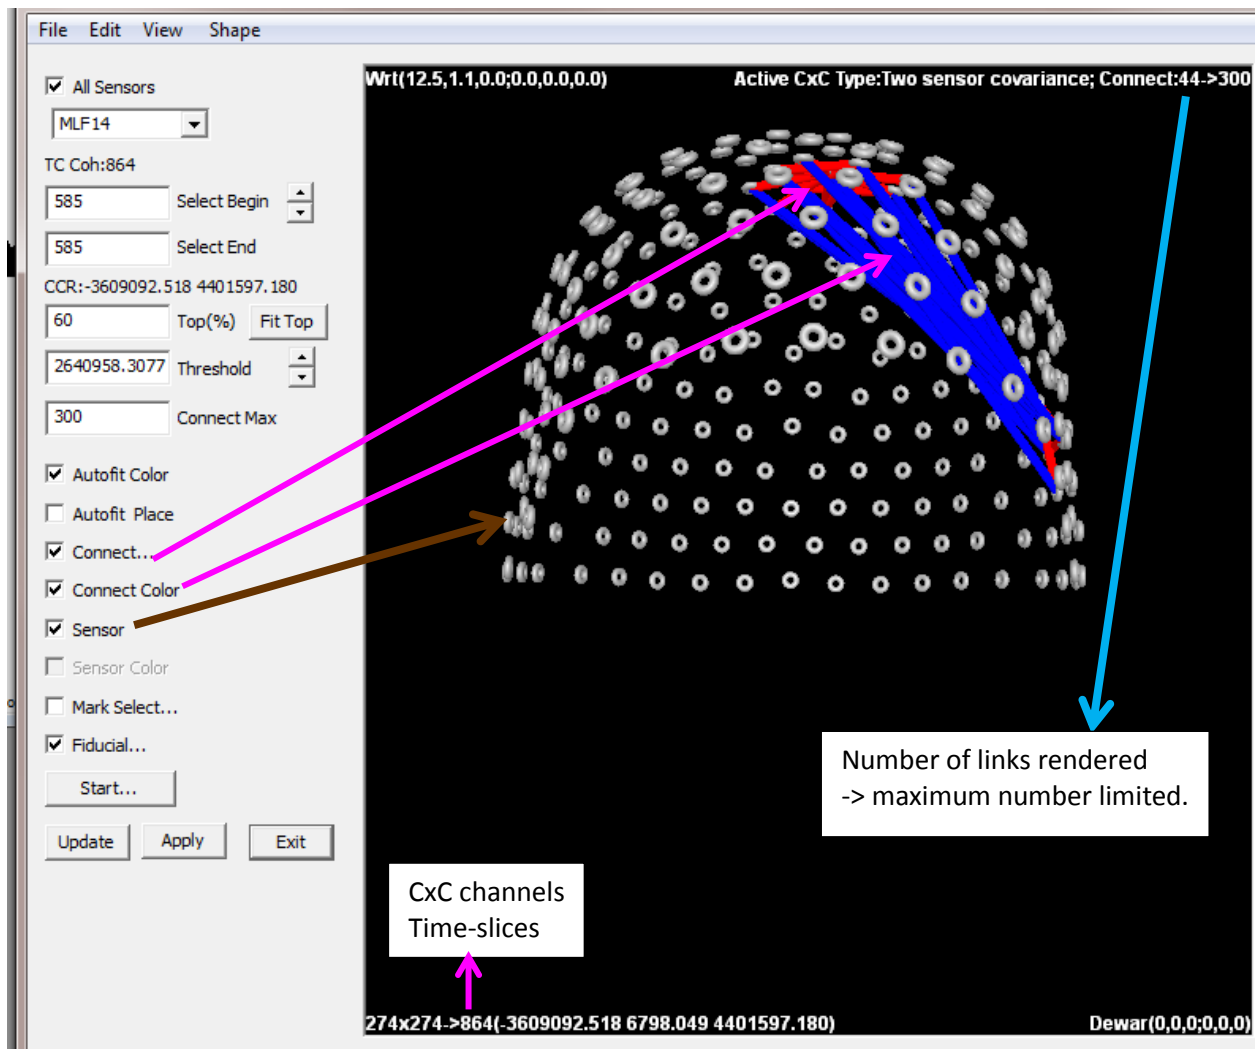 File Edit View Shape
All Sensors
MLF14
TC Coh:864
585 Select Begin
585 Select End
CCR:-3609092.518 4401597.180
60 Top(%) Fit Top
2640958.3077 Threshold
300 Connect Max
Autofit Color
Autofit Place
Connect...
Connect Color
Sensor
Sensor Color
Mark Select...
Fiducial...
Start...
Update Apply Exit
Wrt(12.5,1.1,0.0;0.0,0.0,0.0) Active CxC Type:Two sensor covariance; Connect:44->300
Number of links rendered
-> maximum number limited.
CxC channels
Time-slices
274x274->864(-3609092.518 6798.049 4401597.180) Dewar(0,0,0;0,0,0)